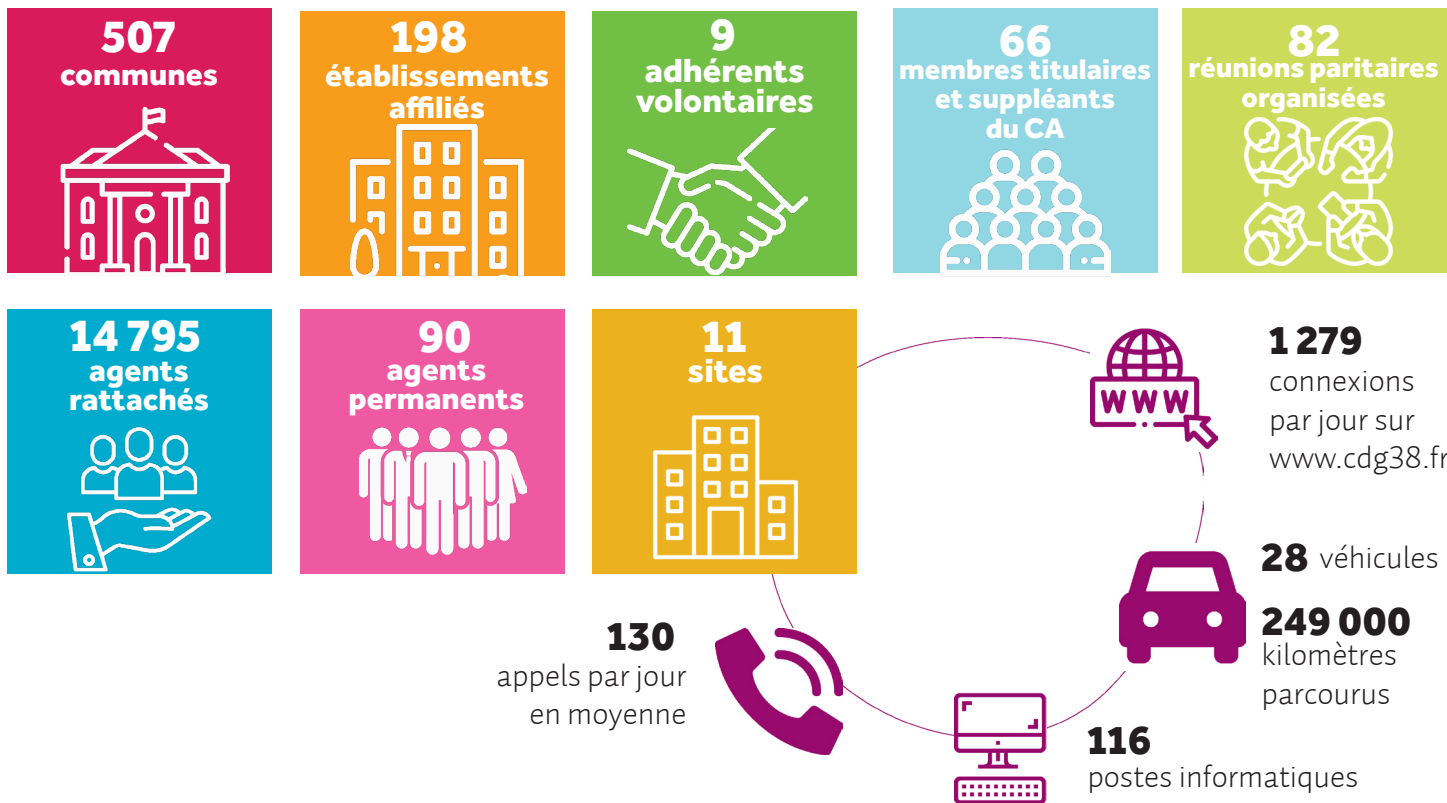 507
communes
198
établissements
affiliés
9
adhérents
volontaires
66
membres titulaires
et suppléants
du CA
82
réunions paritaires
organisées
14 795
agents
rattachés
90
agents
permanents
11
sites
WWW
1 279
connexions
par jour sur
www.cdg38.fr
28 véhicules
249 000
kilomètres
parcourus
130
appels par jour
en moyenne
116
postes informatiques